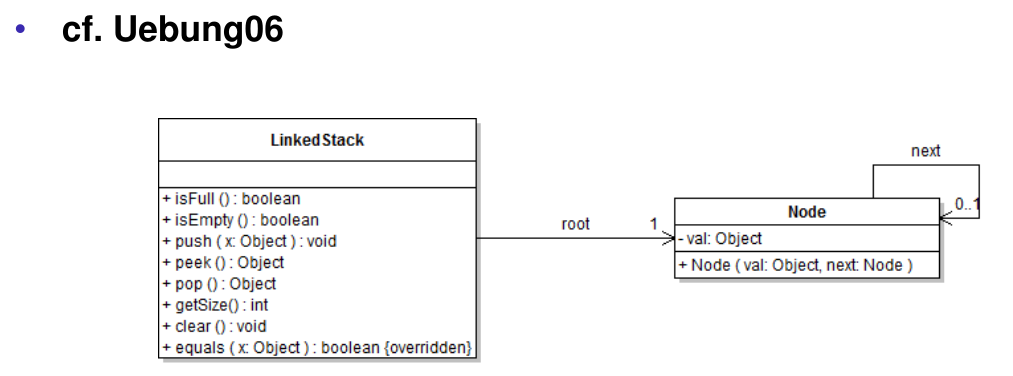 • cf. Uebung06
LinkedStack
+ isFull () : boolean
+ isEmpty () : boolean
+ push ( x: Object ) : void
+ peek () : Object
+ pop () : Object
+ getSize() : int
+ clear () : void
+ equals ( x: Object ) : boolean {overridden}
root
1
next
0..1
Node
- val: Object
+ Node ( val: Object, next: Node )